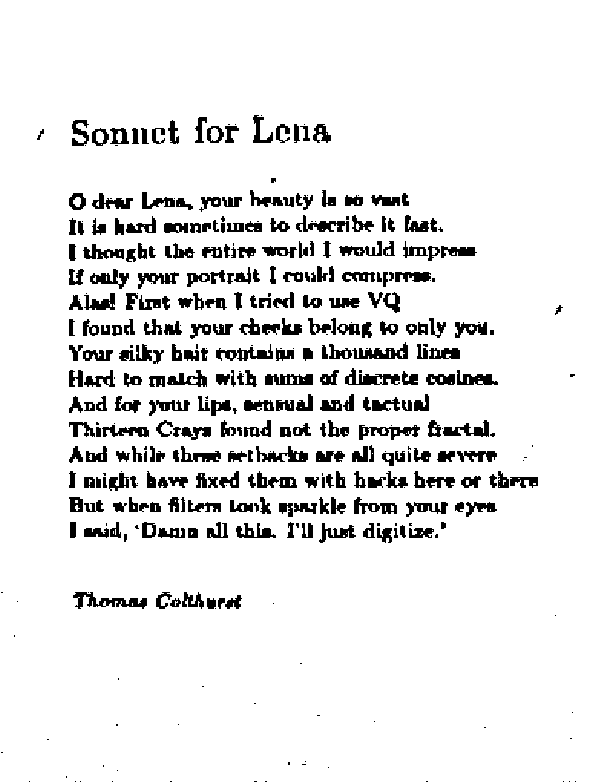 Sonnet for Lena
O dear Lena, your beauty is so vast
It is hard sometimes to describe it fast.
I thought the entire world I would impress
If only your portrait I could compress.
Alas! First when I tried to use VQ
I found that your cheeks belong to only you.
Your silky hair contains a thousand lines
Hard to match with sums of discrete cosines.
And for your lips, sensual and tactual
Thirteen Crays found not the proper fractal.
And while these setbacks are all quite severe
I might have fixed them with hacks here or there
But when filters took sparkle from your eyes
I said, 'Damn all this. I'll just digitize.'
Thomas Colthurst